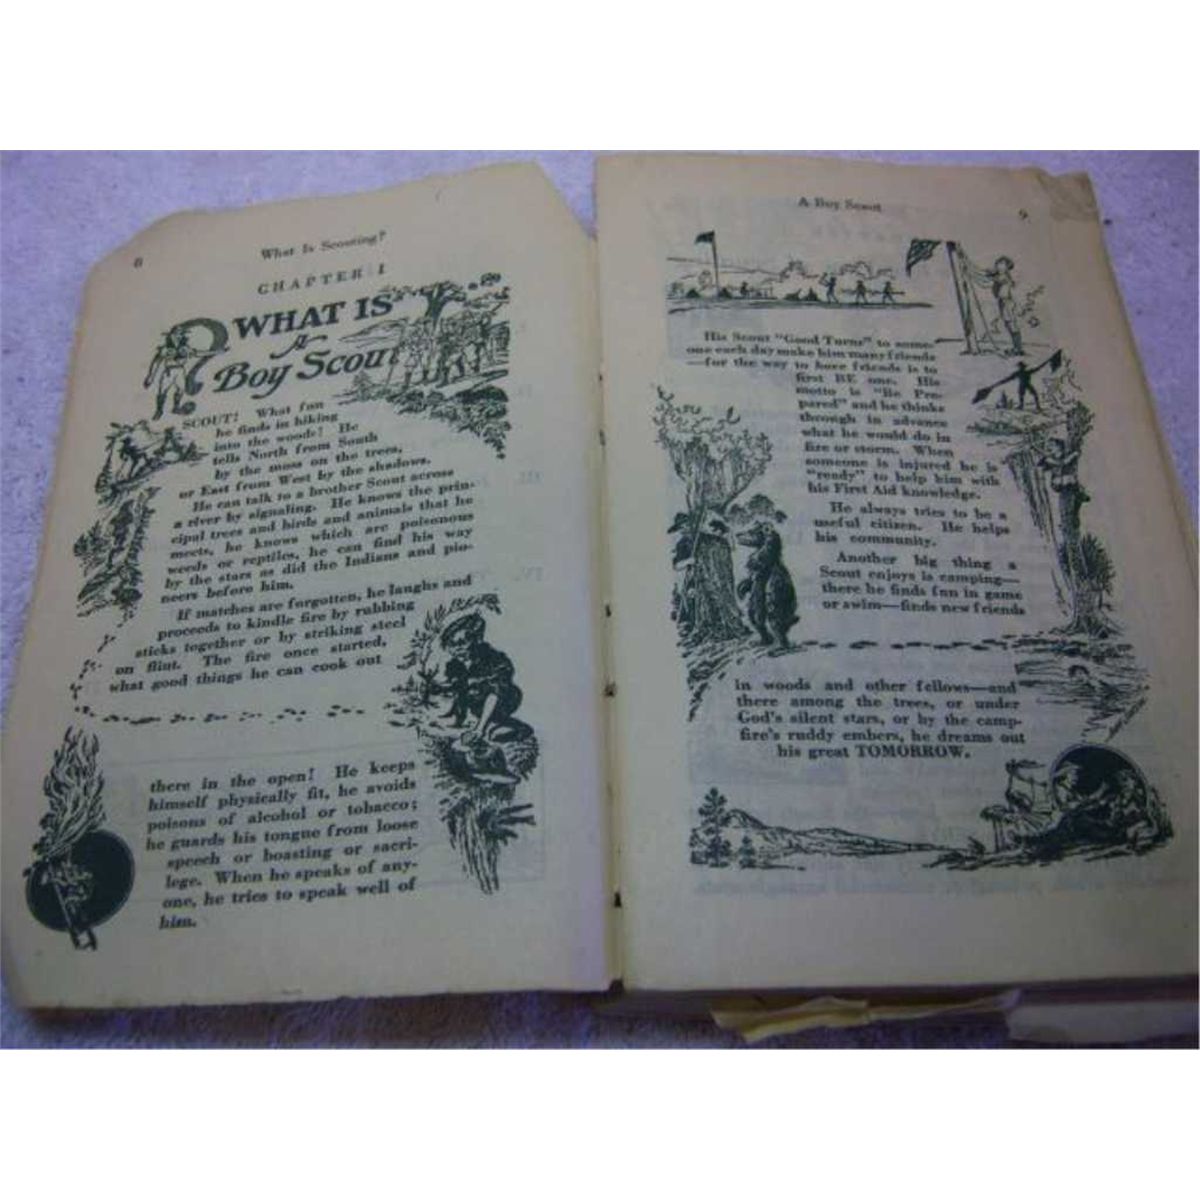 8
What Is Scouting?
CHAPTER I
WHAT IS
A
Boy Scout
SCOUT! What fun
he finds in hiking
into the woods! He
tells North from South
by the moss on the trees,
or East from West by the shadows.
He can talk to a brother Scout across
a river by signaling. He knows the prin-
cipal trees and birds and animals that he
meets, he knows which are poisonous
weeds or reptiles, he can find his way
by the stars as did the Indians and pio-
neers before him.
If matches are forgotten, he laughs and
proceeds to kindle fire by rubbing
sticks together or by striking steel
on flint. The fire once started,
what good things he can cook out
there in the open! He keeps
himself physically fit, he avoids
poisons of alcohol or tobacco;
he guards his tongue from loose
speech or boasting or sacri-
lege. When he speaks of any-
one, he tries to speak well of
him.
A Boy Scout
9
His Scout "Good Turns" to some-
one each day make him many friends
—for the way to have friends is to
first BE one. His
motto is "Be Pre-
pared" and he thinks
through in advance
what he would do in
fire or storm. When
someone is injured he is
"ready" to help him with
his First Aid knowledge.
He always tries to be a
useful citizen. He helps
his community.
Another big thing a
Scout enjoys is camping—
there he finds fun in game
or swim—finds new friends
in woods and other fellows—and
there among the trees, or under
God's silent stars, or by the camp-
fire's ruddy embers, he dreams out
his great TOMORROW.